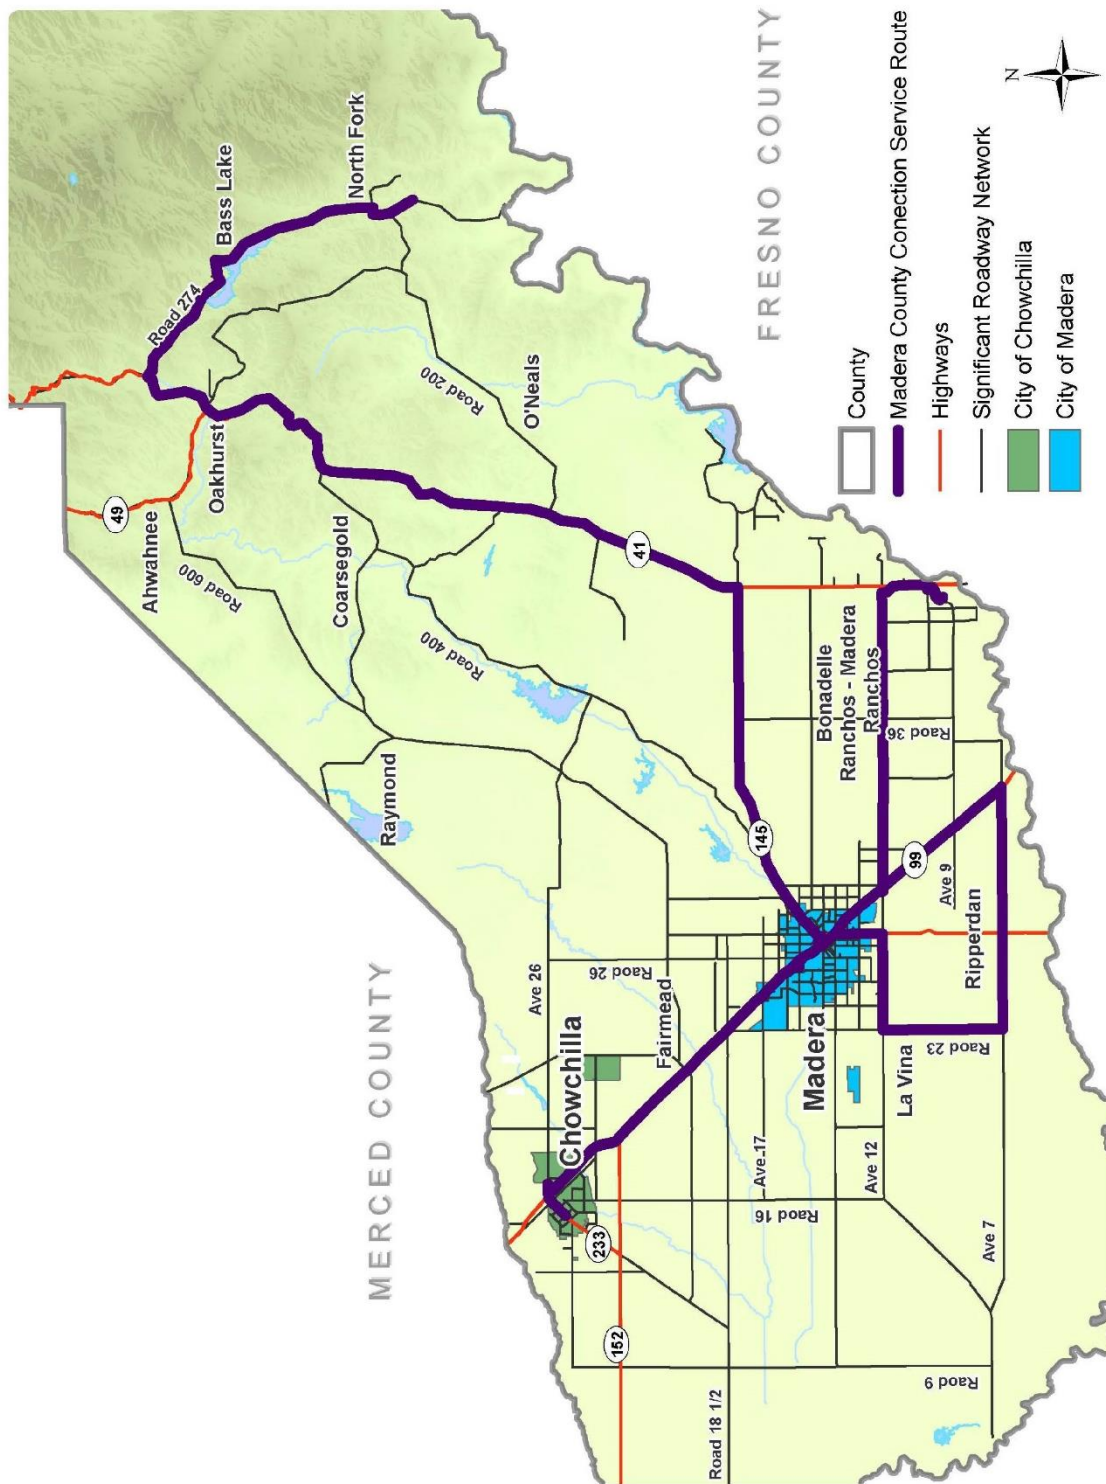 MERCED COUNTY
FRESNO COUNTY
Ahwahnee
49
Oakhurst
Road 274
Bass Lake
North Fork
Road 600
Coarsegold
Road 200
O'Neals
Raymond
Road 400
41
Ave 26
Chowchilla
233
152
Fairmead
Raod 26
145
Bonadelle
Ranchos - Madera
Ranchos
Raod 36
Road 18 1/2
Ave 17
Raod 16
Madera
Ave 12
La Vina
99
Ave 9
Ripperdan
Raod 23
Ave 7
Raod 9
N
County
Madera County Conection Service Route
Highways
Significant Roadway Network
City of Chowchilla
City of Madera